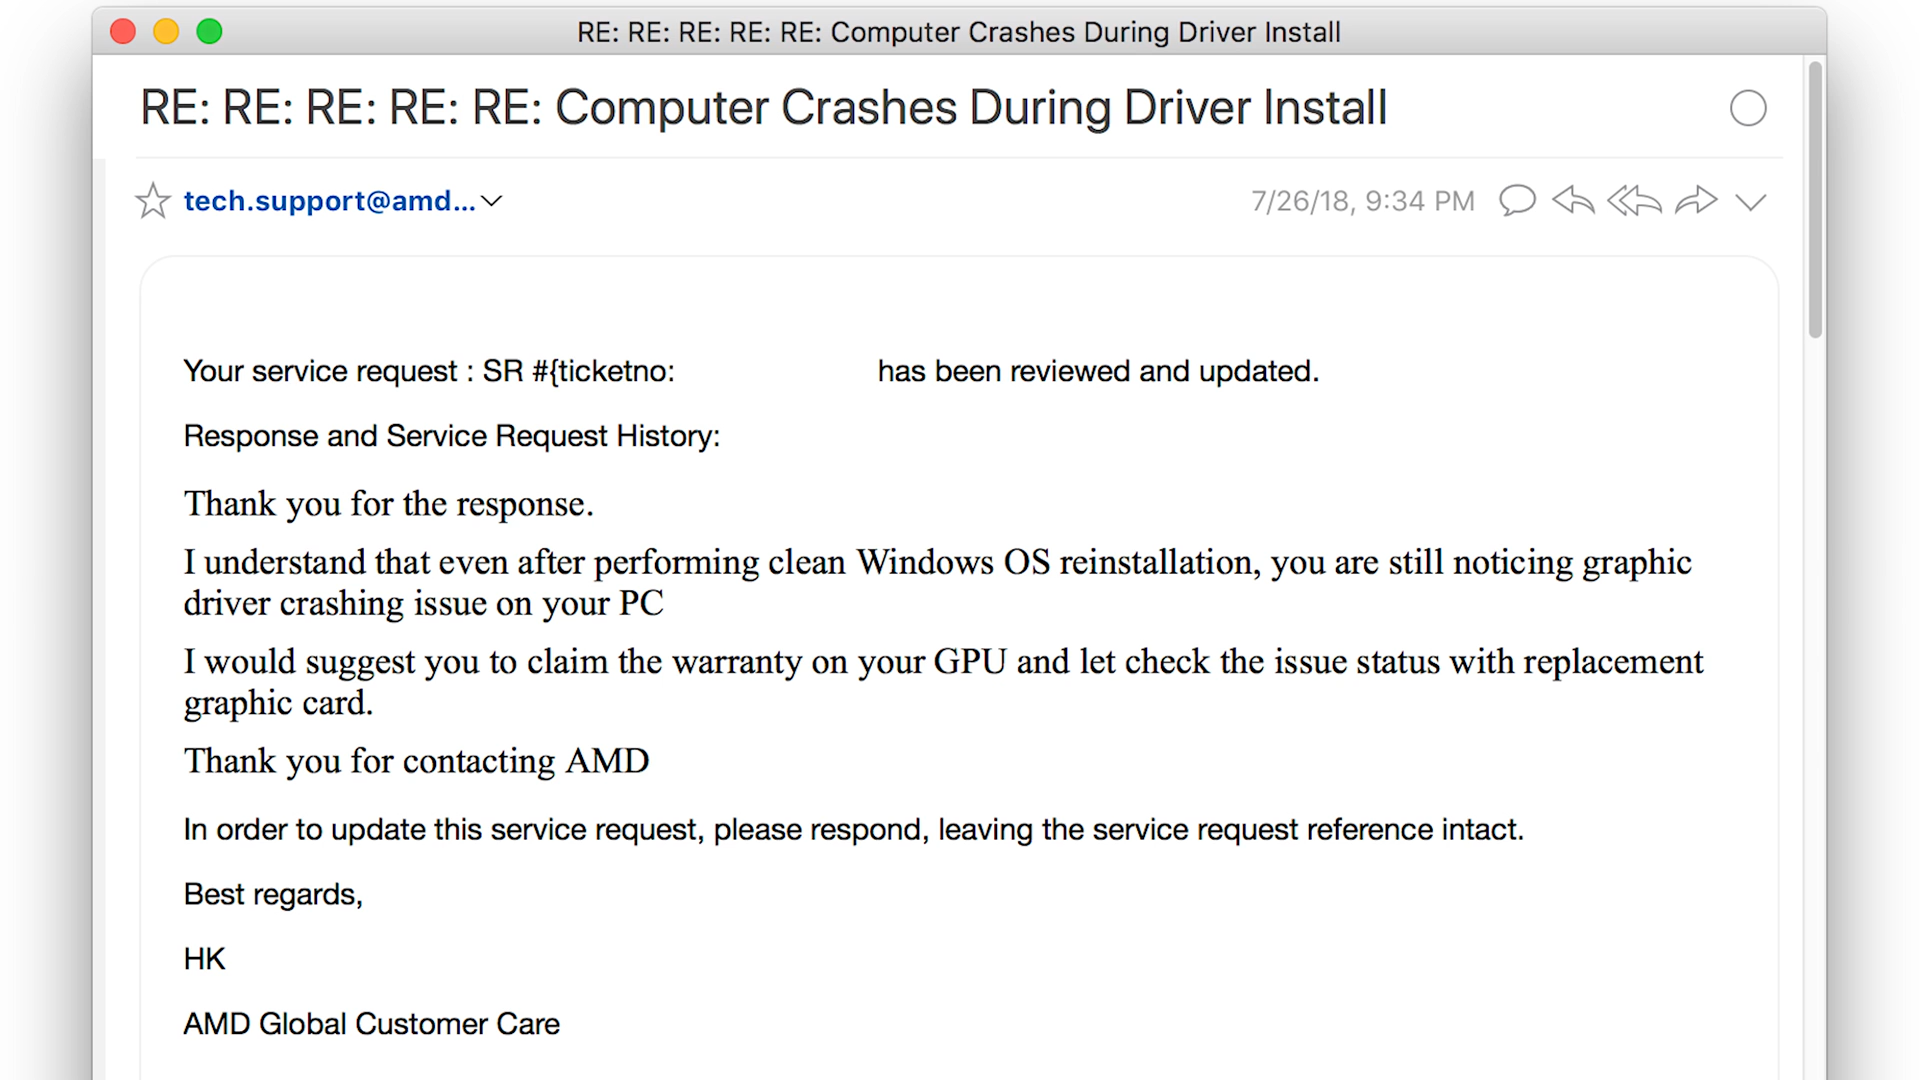 RE: RE: RE: RE: RE: Computer Crashes During Driver Install
RE: RE: RE: RE: RE: Computer Crashes During Driver Install
tech.support@amd...
7/26/18, 9:34 PM
Your service request : SR #{ticketno: has been reviewed and updated.
Response and Service Request History:
Thank you for the response.
I understand that even after performing clean Windows OS reinstallation, you are still noticing graphic
driver crashing issue on your PC
I would suggest you to claim the warranty on your GPU and let check the issue status with replacement
graphic card.
Thank you for contacting AMD
In order to update this service request, please respond, leaving the service request reference intact.
Best regards,
HK
AMD Global Customer Care